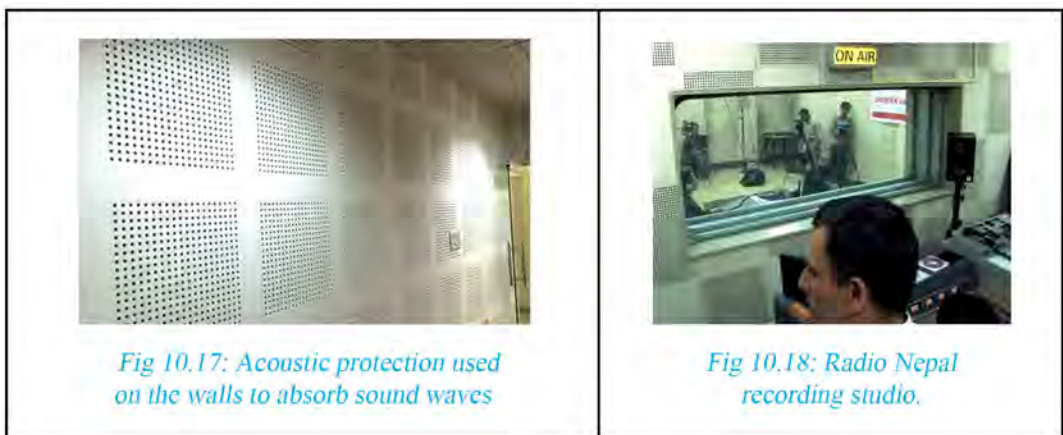 ON AIR
Fig 10.17: Acoustic protection used
on the walls to absorb sound waves
Fig 10.18: Radio Nepal
recording studio.